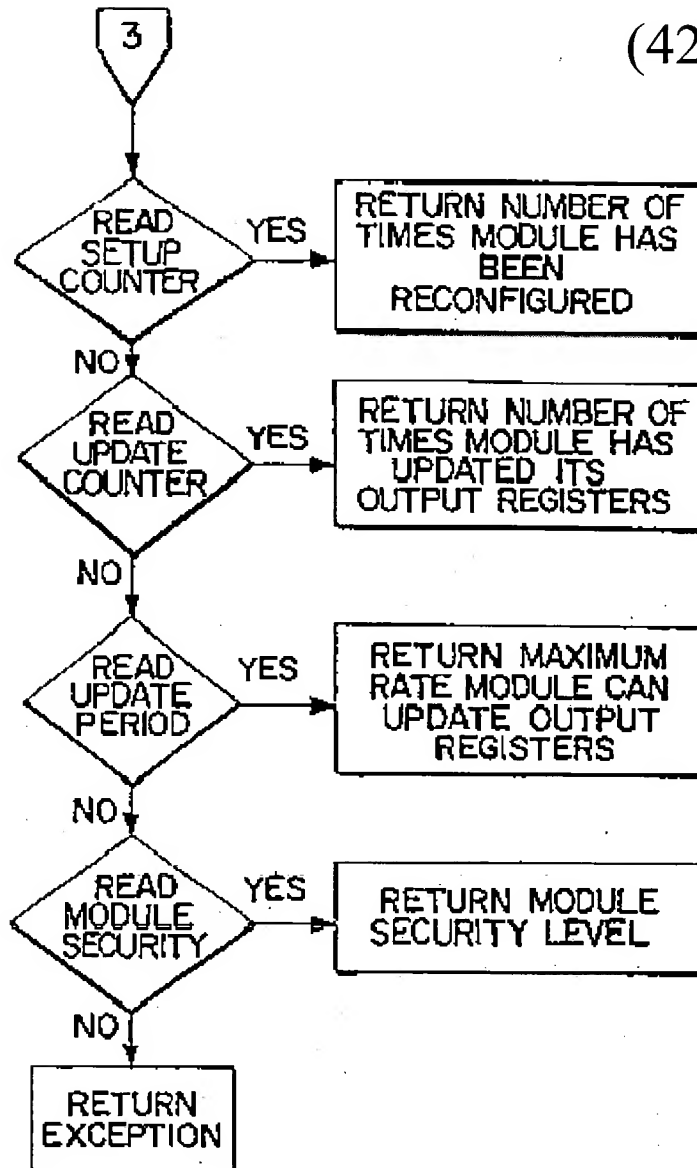 3
(42
READ
SETUP
COUNTER
YES
RETURN NUMBER OF
TIMES MODULE HAS
BEEN
RECONFIGURED
NO
READ
UPDATE
COUNTER
YES
RETURN NUMBER OF
TIMES MODULE HAS
UPDATED ITS
OUTPUT REGISTERS
NO
READ
UPDATE
PERIOD
YES
RETURN MAXIMUM
RATE MODULE CAN
UPDATE OUTPUT
REGISTERS
NO
READ
MODULE
SECURITY
YES
RETURN MODULE
SECURITY LEVEL
NO
RETURN
EXCEPTION